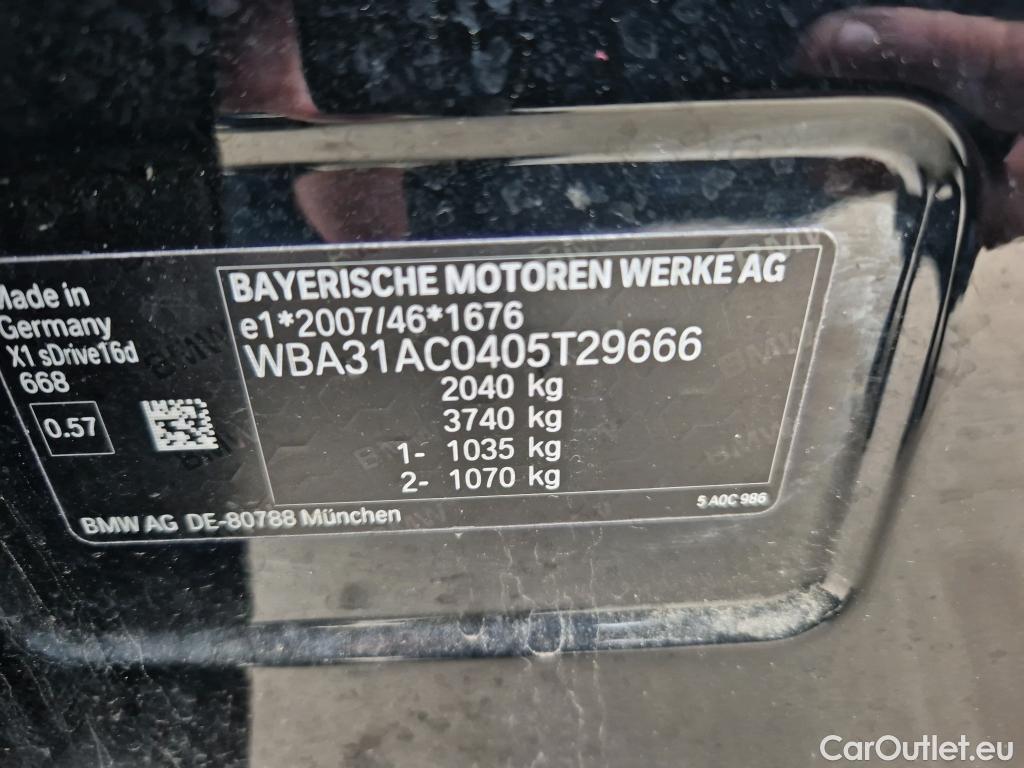 Made in
Germany
X1 sDrive16d
668
0.57
BAYERISCHE MOTOREN WERKE AG
e1*2007/46*1676
WBA31AC0405T29666
2040 kg
3740 kg
1- 1035 kg
2- 1070 kg
5 A0C 986
BMW AG DE-80788 München
CarOutlet.eu